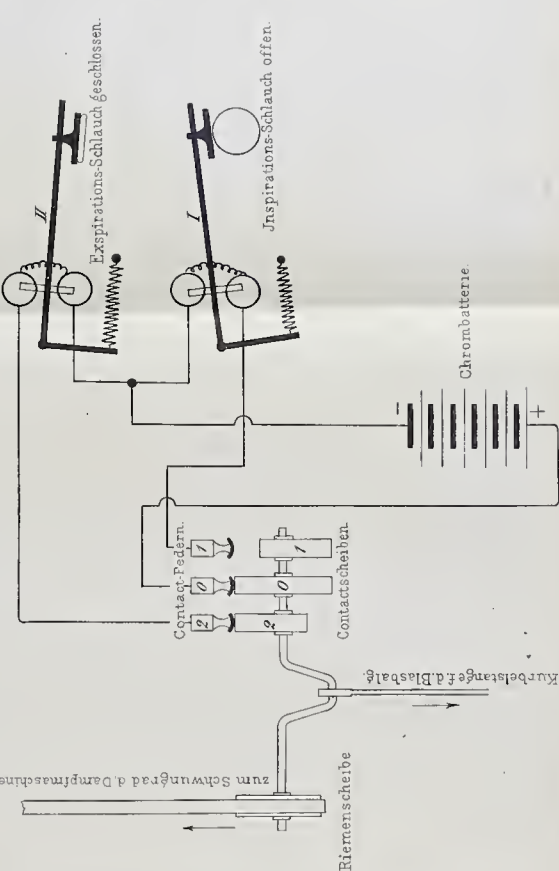 Exspirations-Schlauch geschlossen.
II
Jnspirations-Schlauch offen.
I
Chrombatterie.
-
+
Contact-Federn.
2
0
1
Contactscheiben
2
0
1
Kurbelstange f.d.Blasbalg.
zum Schwungrad d.Dampfmaschine
Riemenscheibe